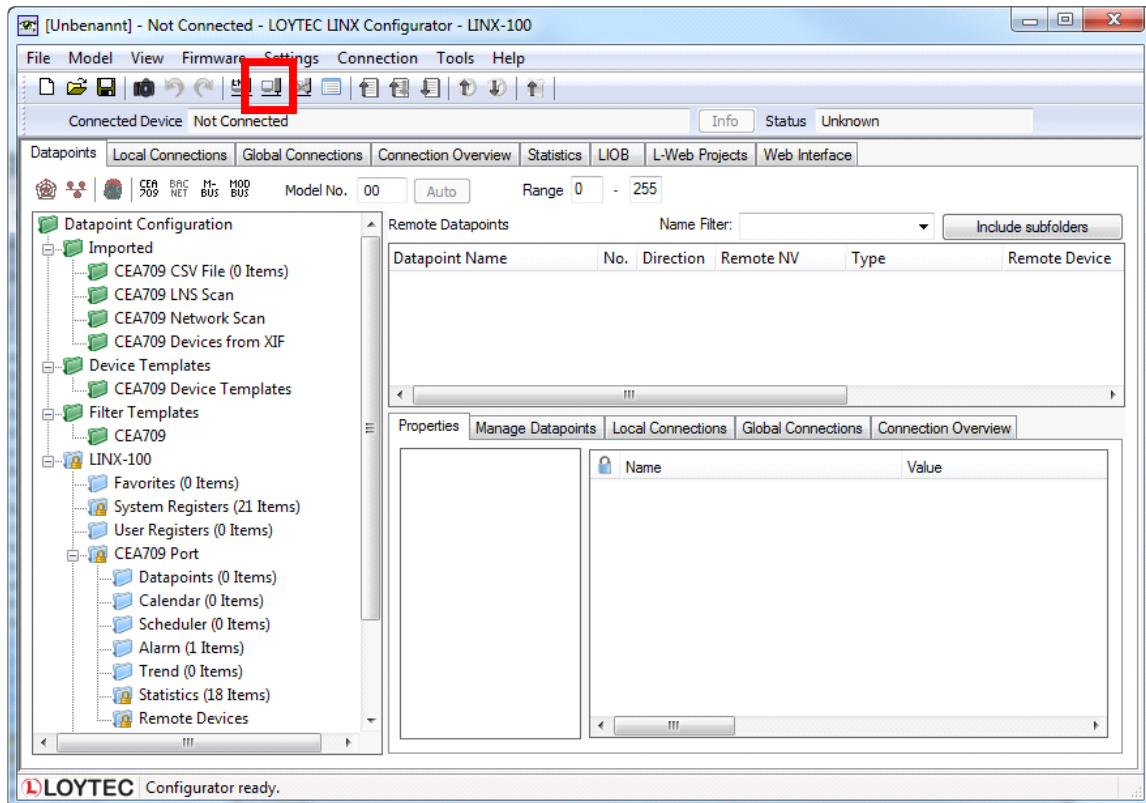 [Unbenannt] - Not Connected - LOYTEC LINX Configurator - LINX-100
File Model View Firmware Settings Connection Tools Help
Connected Device Not Connected Info Status Unknown
Datapoints Local Connections Global Connections Connection Overview Statistics LIOB L-Web Projects Web Interface
CEA 709 BAC NET M- BUS MOD BUS Model No. 00 Auto Range 0 - 255
Datapoint Configuration
Imported
CEA709 CSV File (0 Items)
CEA709 LNS Scan
CEA709 Network Scan
CEA709 Devices from XIF
Device Templates
CEA709 Device Templates
Filter Templates
CEA709
LINX-100
Favorites (0 Items)
System Registers (21 Items)
User Registers (0 Items)
CEA709 Port
Datapoints (0 Items)
Calendar (0 Items)
Scheduler (0 Items)
Alarm (1 Items)
Trend (0 Items)
Statistics (18 Items)
Remote Devices
Remote Datapoints Name Filter: Include subfolders
Datapoint Name No. Direction Remote NV Type Remote Device
Properties Manage Datapoints Local Connections Global Connections Connection Overview
Name Value
LOYTEC Configurator ready.